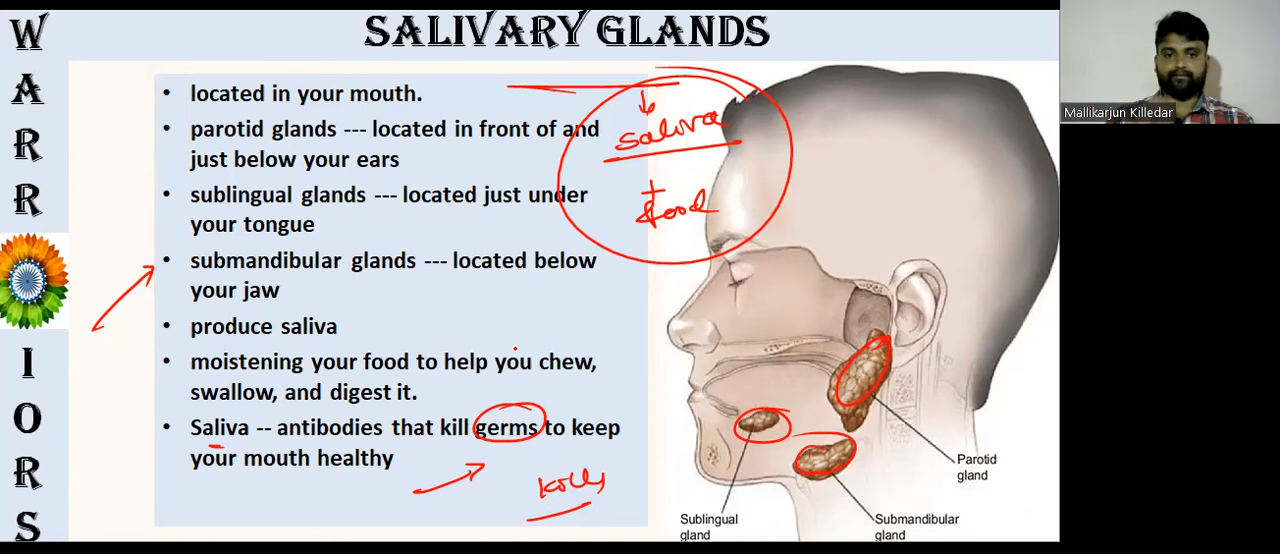 SALIVARY GLANDS
WARR
IORS
Mallikarjun Killedar
• located in your mouth.
• parotid glands --- located in front of and
just below your ears
• sublingual glands --- located just under
your tongue
• submandibular glands --- located below
your jaw
• produce saliva
• moistening your food to help you chew,
swallow, and digest it.
• Saliva -- antibodies that kill germs to keep
your mouth healthy
saliva
+
food
Parotid
gland
Sublingual
gland
Submandibular
gland